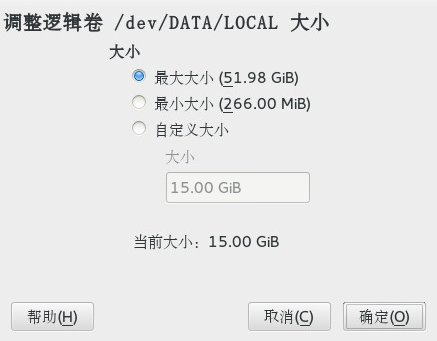 调整逻辑卷 /dev/DATA/LOCAL 大小
大小
最大大小 (51.98 GiB)
最小大小 (266.00 MiB)
自定义大小
大小
15.00 GiB
当前大小：15.00 GiB
帮助(H) 取消(C) 确定(O)